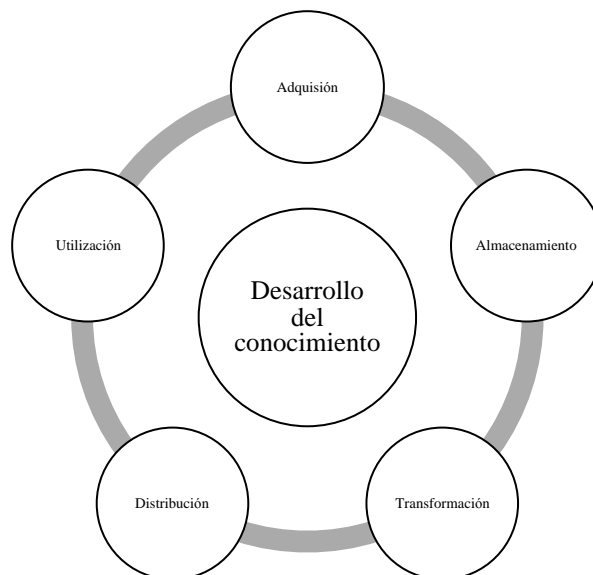 Adquisión
Utilización
Almacenamiento
Desarrollo
del
conocimiento
Distribución
Transformación